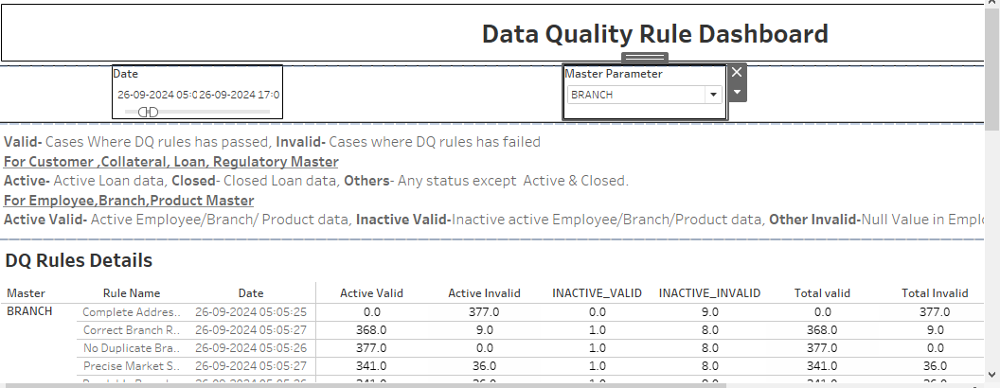 Data Quality Rule Dashboard
Date
Master Parameter
26-09-2024 05:0 26-09-2024 17:0
BRANCH
Valid- Cases Where DQ rules has passed, Invalid- Cases where DQ rules has failed
For Customer ,Collateral, Loan, Regulatory Master
Active- Active Loan data, Closed- Closed Loan data, Others- Any status except Active & Closed.
For Employee,Branch,Product Master
Active Valid- Active Employee/Branch/ Product data, Inactive Valid-Inactive active Employee/Branch/Product data, Other Invalid-Null Value in Emplo
DQ Rules Details
Master Rule Name Date Active Valid Active Invalid INACTIVE_VALID INACTIVE_INVALID Total valid Total Invalid
BRANCH Complete Addres.. 26-09-2024 05:05:25 0.0 377.0 0.0 9.0 0.0 377.0
Correct Branch R.. 26-09-2024 05:05:27 368.0 9.0 1.0 8.0 368.0 9.0
No Duplicate Bra.. 26-09-2024 05:05:26 377.0 0.0 1.0 8.0 377.0 0.0
Precise Market S.. 26-09-2024 05:05:27 341.0 36.0 1.0 8.0 341.0 36.0